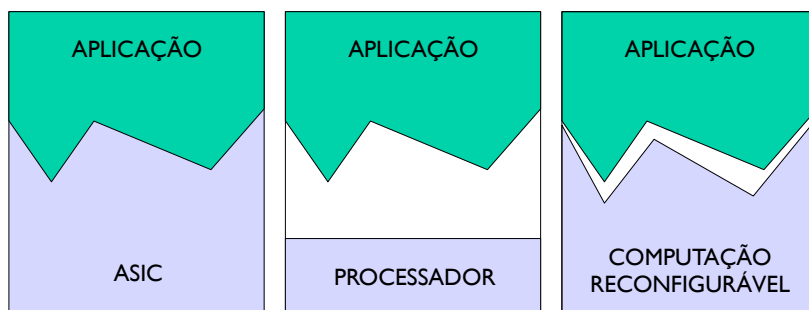 APLICAÇÃO
APLICAÇÃO
APLICAÇÃO
ASIC
PROCESSADOR
COMPUTAÇÃO
RECONFIGURÁVEL